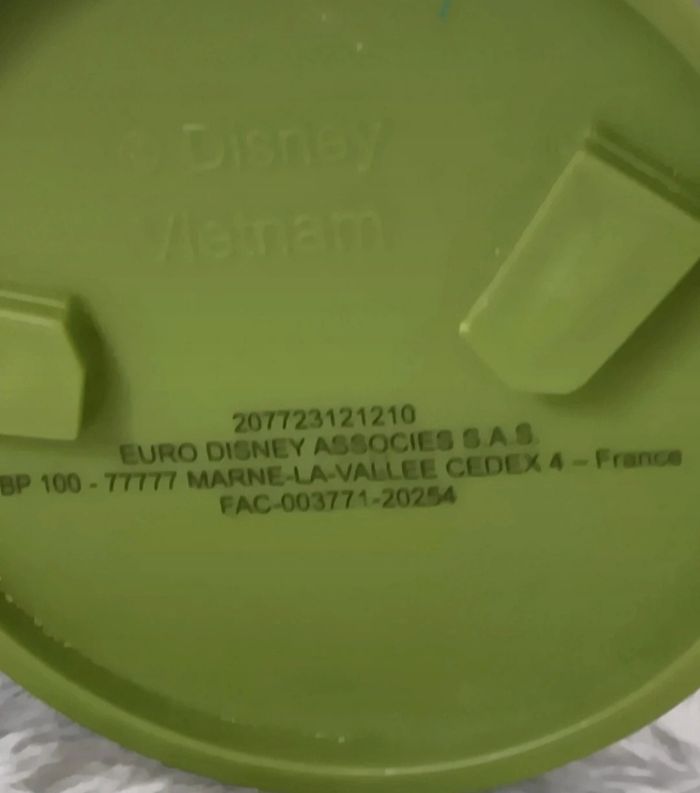 © Disney
Vietnam
207723121210
EURO DISNEY ASSOCIES S.A.S.
BP 100 - 77777 MARNE-LA-VALLEE CEDEX 4 – France
FAC-003771-20254